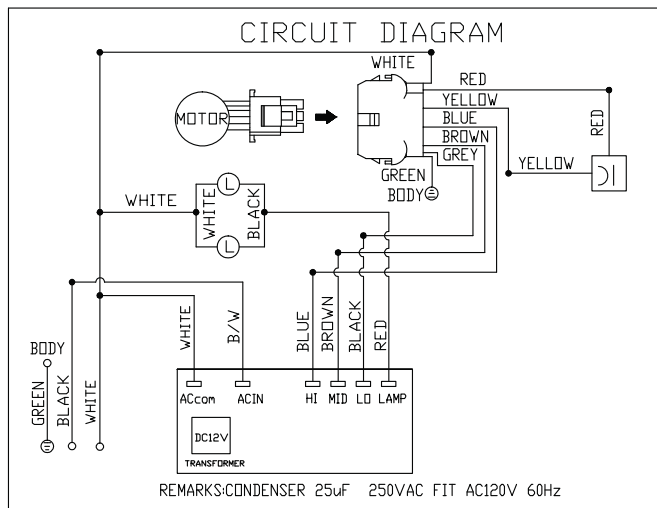 CIRCUIT DIAGRAM
WHITE
RED
YELLOW
BLUE
BROWN
GREY
MOTOR
RED
YELLOW
GREEN
BODY
WHITE
WHITE
L
L
BLACK
WHITE
B/W
BLUE
BROWN
BLACK
RED
BODY
GREEN
BLACK
WHITE
ACcom ACIN HI MID LO LAMP
DC12V
TRANSFORMER
REMARKS:CONDENSER 25uF 250VAC FIT AC120V 60Hz